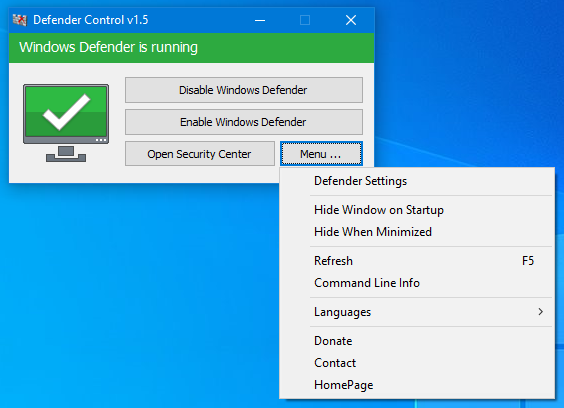 Defender Control v1.5
Windows Defender is running
Disable Windows Defender
Enable Windows Defender
Open Security Center
Menu ...
Defender Settings
Hide Window on Startup
Hide When Minimized
Refresh F5
Command Line Info
Languages
Donate
Contact
HomePage